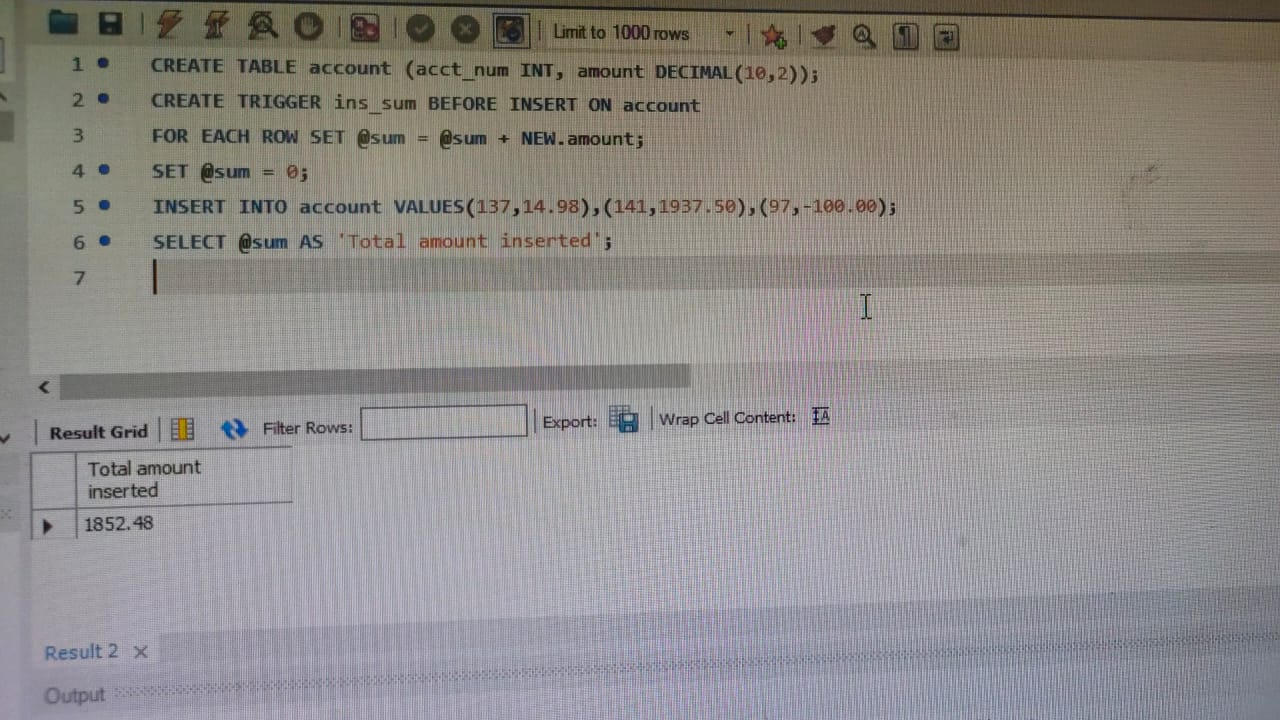 Limit to 1000 rows
1 CREATE TABLE account (acct_num INT, amount DECIMAL(10,2));
2 CREATE TRIGGER ins_sum BEFORE INSERT ON account
3 FOR EACH ROW SET @sum = @sum + NEW.amount;
4 SET @sum = 0;
5 INSERT INTO account VALUES(137,14.98),(141,1937.50),(97,-100.00);
6 SELECT @sum AS 'Total amount inserted';
7
Result Grid Filter Rows: Export: Wrap Cell Content: IA
Total amount
inserted
1852.48
Result 2 ×
Output